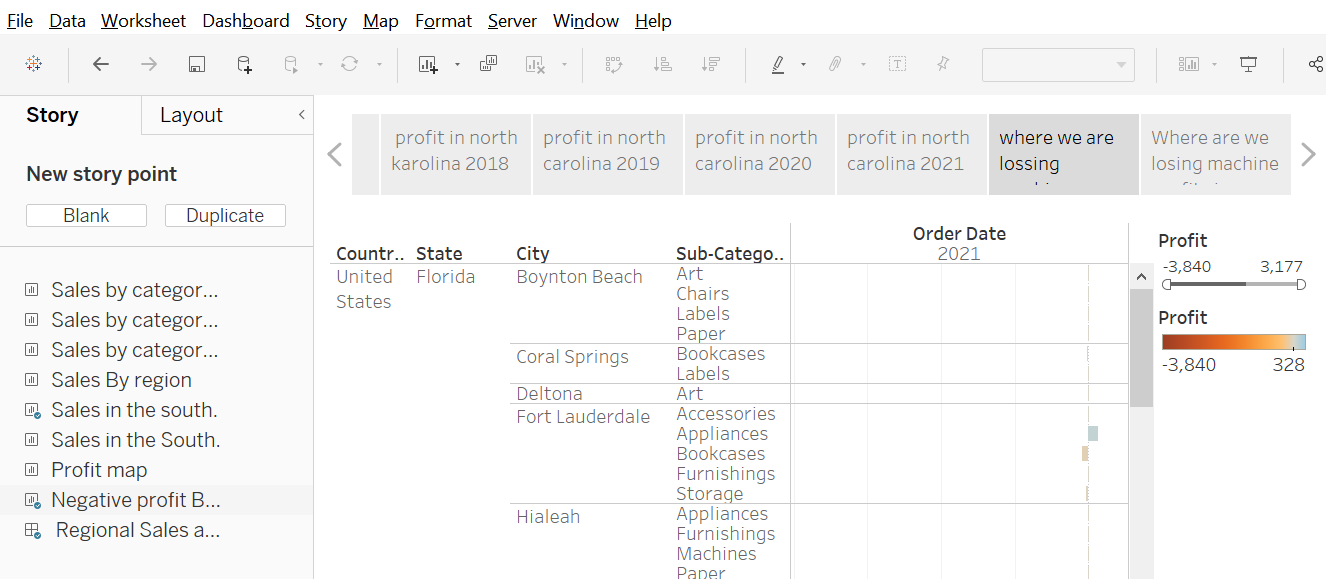 File Data Worksheet Dashboard Story Map Format Server Window Help
Story Layout
New story point
Blank Duplicate
Sales by categor...
Sales by categor...
Sales by categor...
Sales By region
Sales in the south.
Sales in the South.
Profit map
Negative profit B...
Regional Sales a...
profit in north
karolina 2018
profit in north
carolina 2019
profit in north
carolina 2020
profit in north
carolina 2021
where we are
lossing
Where are we
losing machine
Order Date
2021
Countr.. State City Sub-Catego..
United States Florida Boynton Beach Art
Chairs
Labels
Paper
Coral Springs Bookcases
Labels
Deltona Art
Fort Lauderdale Accessories
Appliances
Bookcases
Furnishings
Storage
Hialeah Appliances
Furnishings
Machines
Paper
Profit
-3,840 3,177
Profit
-3,840 328